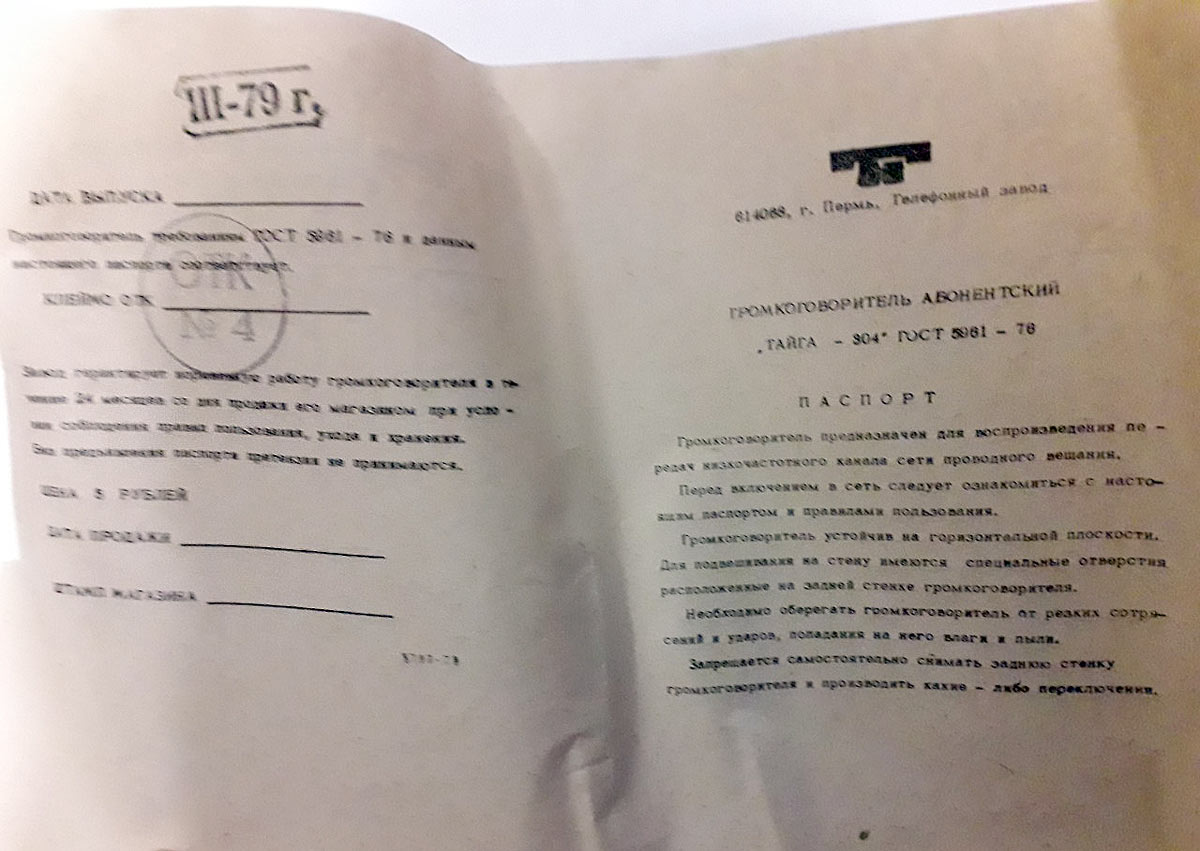 III-79 г.
ДАТА ВЫПУСКА
Громкоговоритель требованиям ГОСТ 5961 - 76 и данным
настоящего паспорта соответствует.
ОТК
КЛЕЙМО ОТК
№ 4
Завод гарантирует нормальную работу громкоговорителя в те-
чение 24 месяцев со дня продажи его магазином при усло -
вии соблюдения правил пользования, ухода и хранения.
Без предъявления паспорта претензии не принимаются.
ЦЕНА 5 РУБЛЕЙ
ДАТА ПРОДАЖИ
ШТАМП МАГАЗИНА
614068, г. Пермь, Телефонный завод
ГРОМКОГОВОРИТЕЛЬ АБОНЕНТСКИЙ
„ТАЙГА - 304" ГОСТ 5961 - 76
ПАСПОРТ
Громкоговоритель предназначен для воспроизведения пе -
редач низкочастотного канала сети проводного вещания.
Перед включением в сеть следует ознакомиться с насто-
ящим паспортом и правилами пользования.
Громкоговоритель устойчив на горизонтальной плоскости.
Для подвешивания на стену имеются специальные отверстия
расположенные на задней стенке громкоговорителя.
Необходимо оберегать громкоговоритель от резких сотря-
сений и ударов, попадания на него влаги и пыли.
Запрещается самостоятельно снимать заднюю стенку
громкоговорителя и производить какие - либо переключения.